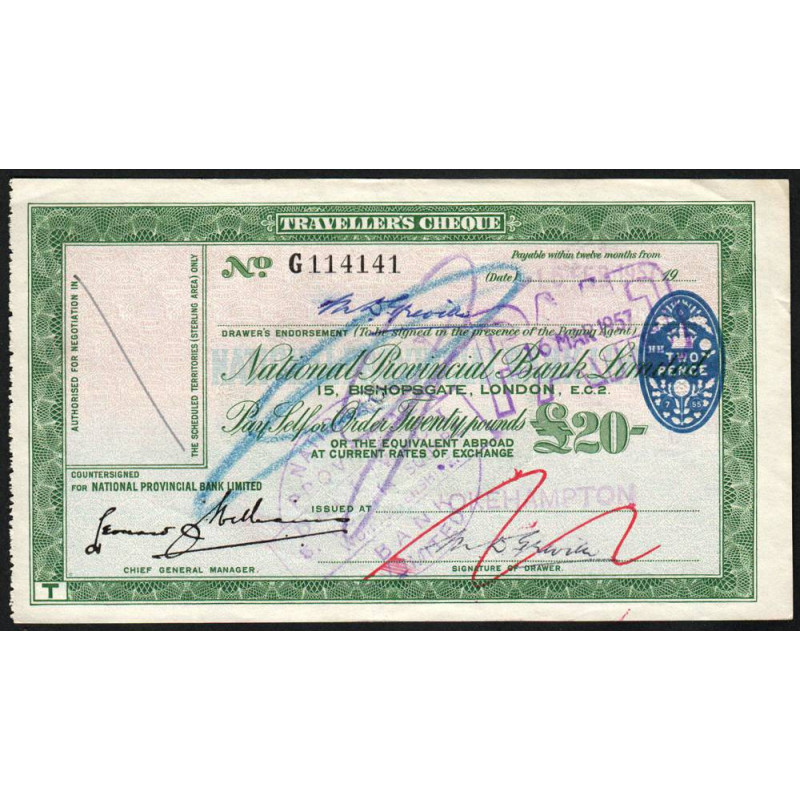 TRAVELLER'S CHEQUE
AUTHORISED FOR NEGOTIATION IN
THE SCHEDULED TERRITORIES (STERLING AREA) ONLY
No G114141
Payable within twelve months from
(Date) 19
PAID
6 MAR 1957
DRAWER'S ENDORSEMENT (To be signed in the presence of the Paying Agent)
National Provincial Bank Limited
15, BISHOPSGATE, LONDON, E.C.2.
TWO PENCE
Pay Self or Order Twenty pounds £20-
OR THE EQUIVALENT ABROAD
AT CURRENT RATES OF EXCHANGE
COUNTERSIGNED
FOR NATIONAL PROVINCIAL BANK LIMITED
ISSUED AT OKEHAMPTON
CHIEF GENERAL MANAGER.
SIGNATURE OF DRAWER.
T